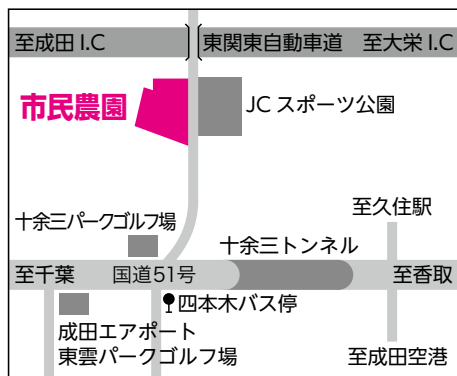 至成田 I.C
東関東自動車道 至大栄 I.C
市民農園
JC スポーツ公園
至久住駅
十余三パークゴルフ場
十余三トンネル
至千葉
国道51号
至香取
四本木バス停
成田エアポート
東雲パークゴルフ場
至成田空港